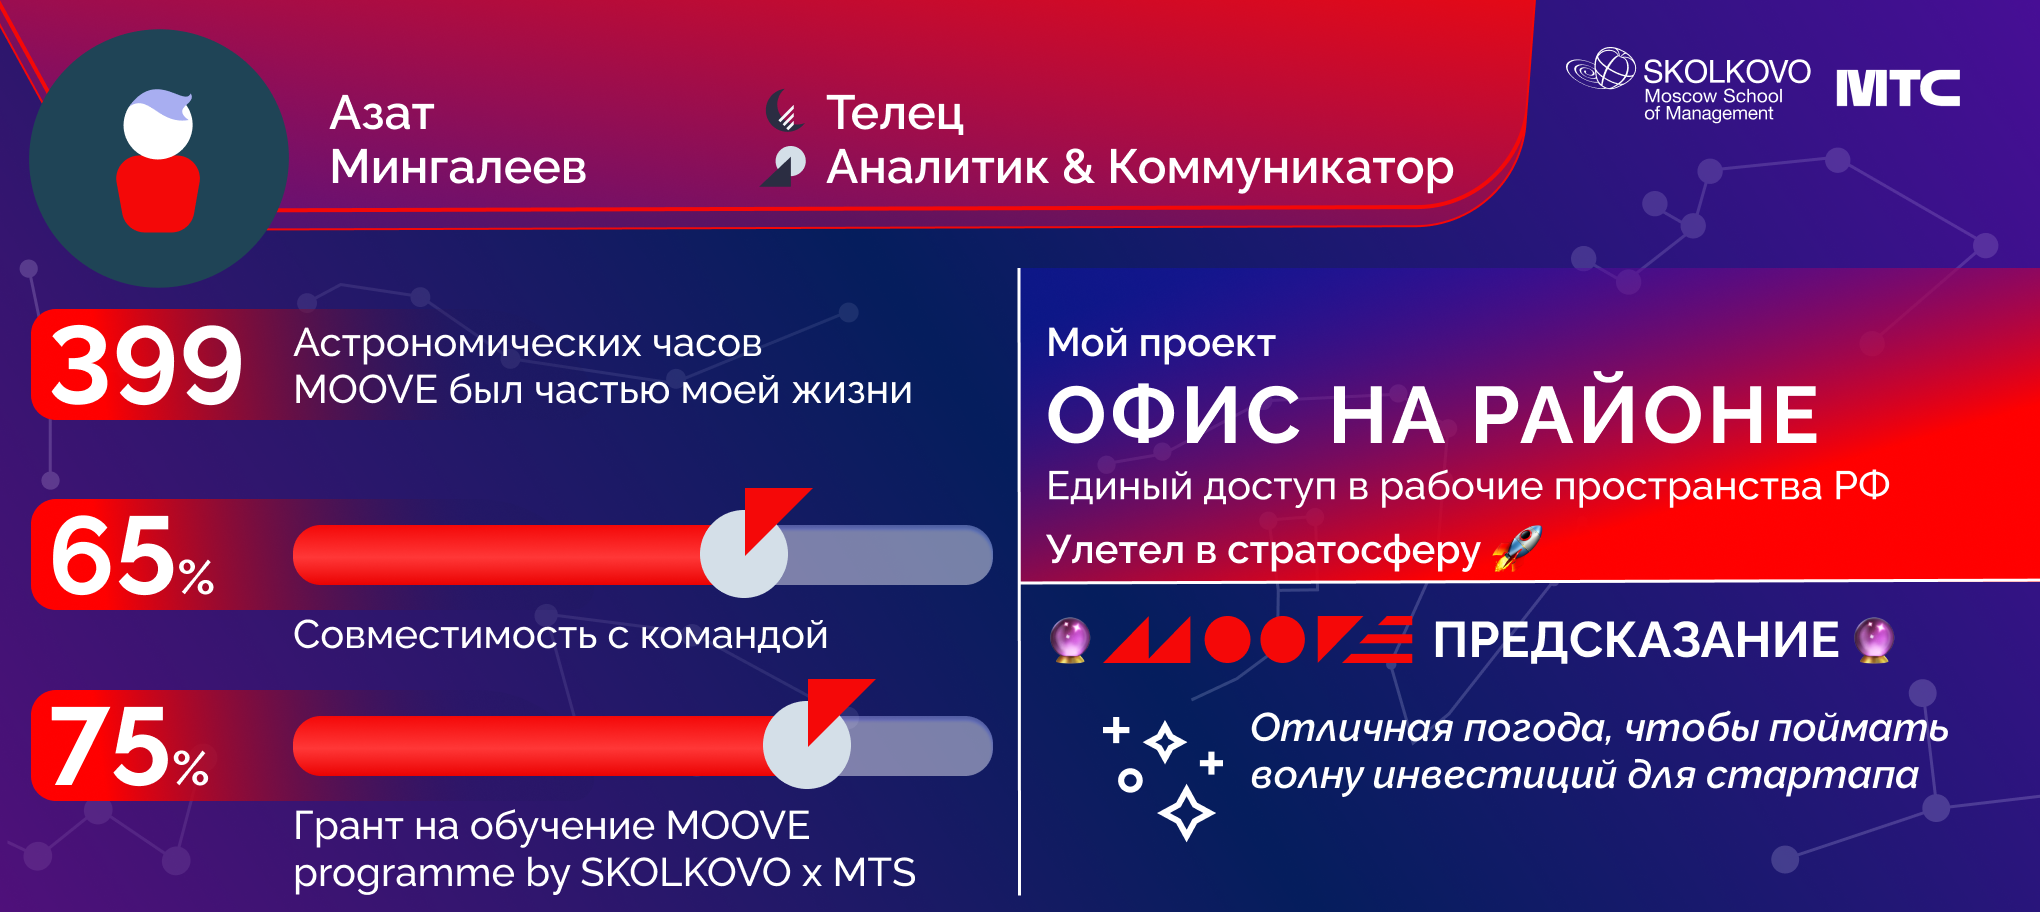 Азат
Мингалеев
Телец
Аналитик & Коммуникатор
SKOLKOVO
Moscow School
of Management
МТС
399
Астрономических часов
MOOVE был частью моей жизни
65%
Совместимость с командой
75%
Грант на обучение MOOVE
programme by SKOLKOVO x MTS
Мой проект
ОФИС НА РАЙОНЕ
Единый доступ в рабочие пространства РФ
Улетел в стратосферу 🚀
🔮 MOOVE ПРЕДСКАЗАНИЕ 🔮
Отличная погода, чтобы поймать
волну инвестиций для стартапа